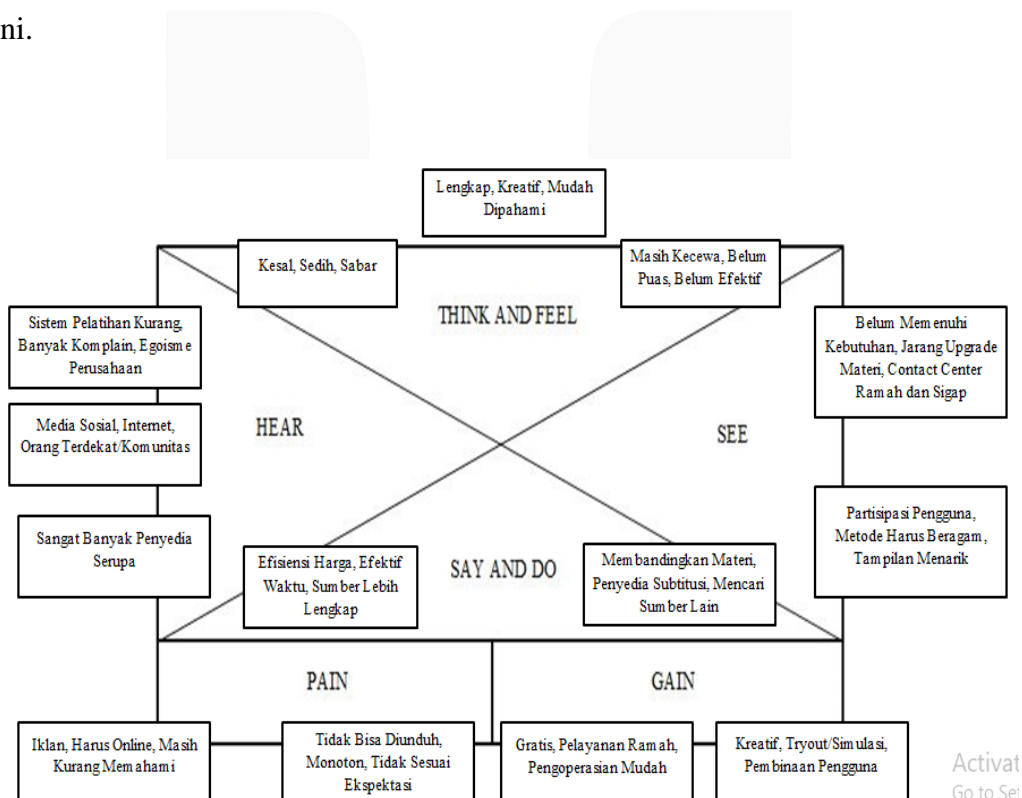 ni.
Lengkap, Kreatif, Mudah
Dipahami
Kesal, Sedih, Sabar
Masih Kecewa, Belum
Puas, Belum Efektif
THINK AND FEEL
Sistem Pelatihan Kurang,
Banyak Komplain, Egoisme
Perusahaan
Belum Memenuhi
Kebutuhan, Jarang Upgrade
Materi, Contact Center
Ramah dan Sigap
Media Sosial, Internet,
Orang Terdekat/Komunitas
HEAR
SEE
Sangat Banyak Penyedia
Serupa
Partisipasi Pengguna,
Metode Harus Beragam,
Tampilan Menarik
Efisiensi Harga, Efektif
Waktu, Sumber Lebih
Lengkap
SAY AND DO
Membandingkan Materi,
Penyedia Subtitusi, Mencari
Sumber Lain
PAIN
GAIN
Iklan, Harus Online, Masih
Kurang Memahami
Tidak Bisa Diunduh,
Monoton, Tidak Sesuai
Ekspektasi
Gratis, Pelayanan Ramah,
Pengoperasian Mudah
Kreatif, Tryout/Simulasi,
Pembinaan Pengguna
Activat
Go to Set